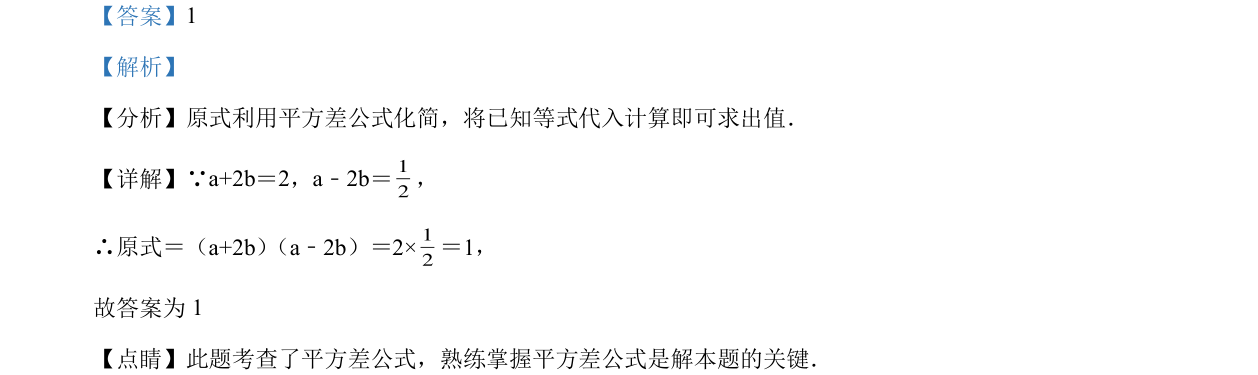 【答案】1
【解析】
【分析】原式利用平方差公式化简，将已知等式代入计算即可求出值．
【详解】∵a+2b＝2，a﹣2b＝1/2，
∴原式＝（a+2b）（a﹣2b）＝2×1/2＝1，
故答案为 1
【点睛】此题考查了平方差公式，熟练掌握平方差公式是解本题的关键．